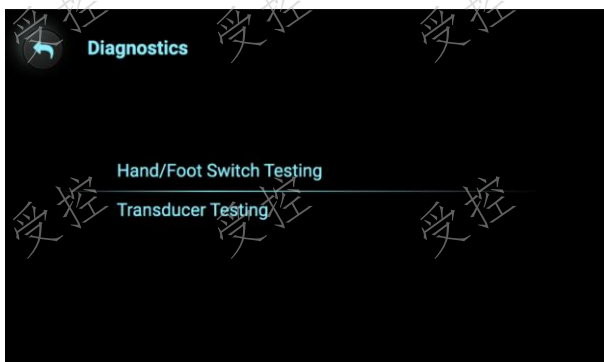 受控 受控 受控
Diagnostics
Hand/Foot Switch Testing
受控 受控 受控
Transducer Testing